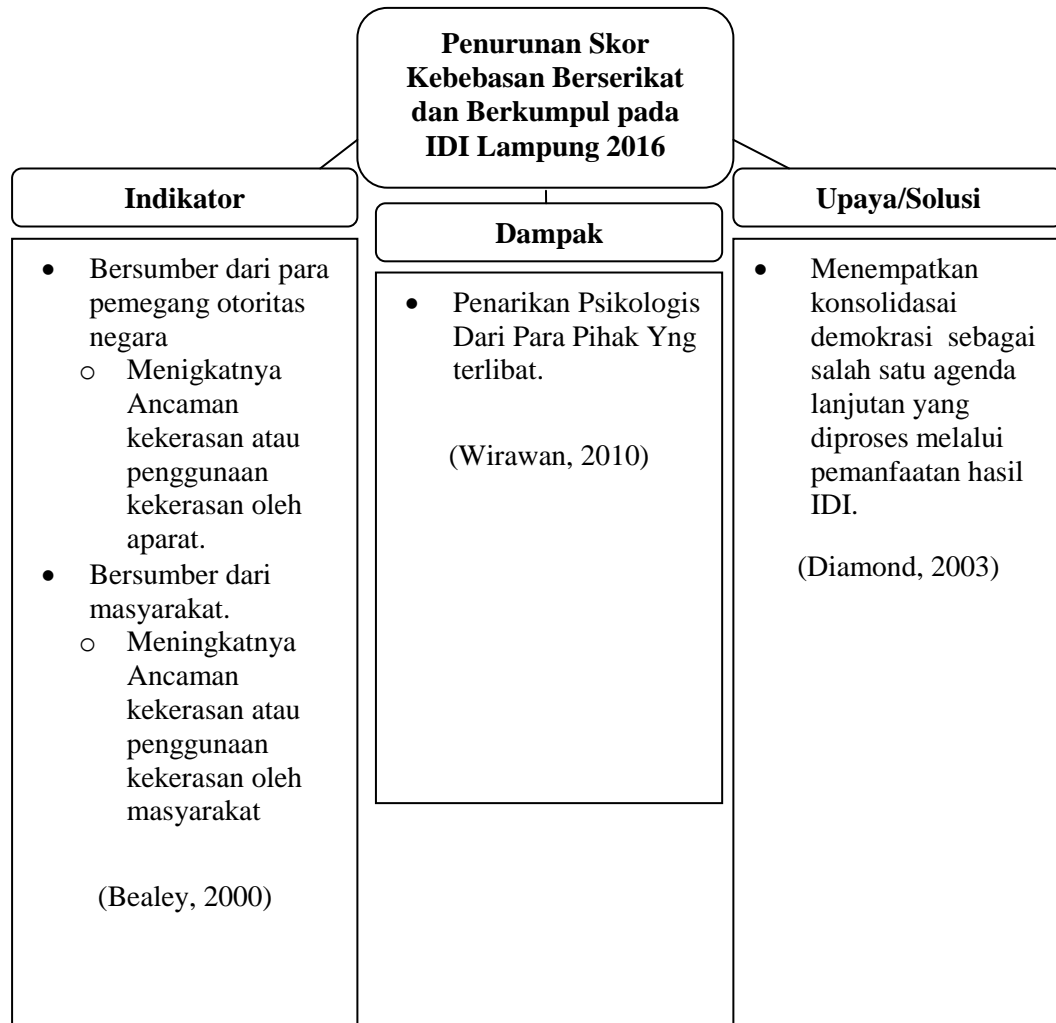 Penurunan Skor
Kebebasan Berserikat
dan Berkumpul pada
IDI Lampung 2016
Indikator
• Bersumber dari para
pemegang otoritas
negara
o Menigkatnya
Ancaman
kekerasan atau
penggunaan
kekerasan oleh
aparat.
• Bersumber dari
masyarakat.
o Meningkatnya
Ancaman
kekerasan atau
penggunaan
kekerasan oleh
masyarakat
(Bealey, 2000)
Dampak
• Penarikan Psikologis
Dari Para Pihak Yng
terlibat.
(Wirawan, 2010)
Upaya/Solusi
• Menempatkan
konsolidasai
demokrasi sebagai
salah satu agenda
lanjutan yang
diproses melalui
pemanfaatan hasil
IDI.
(Diamond, 2003)